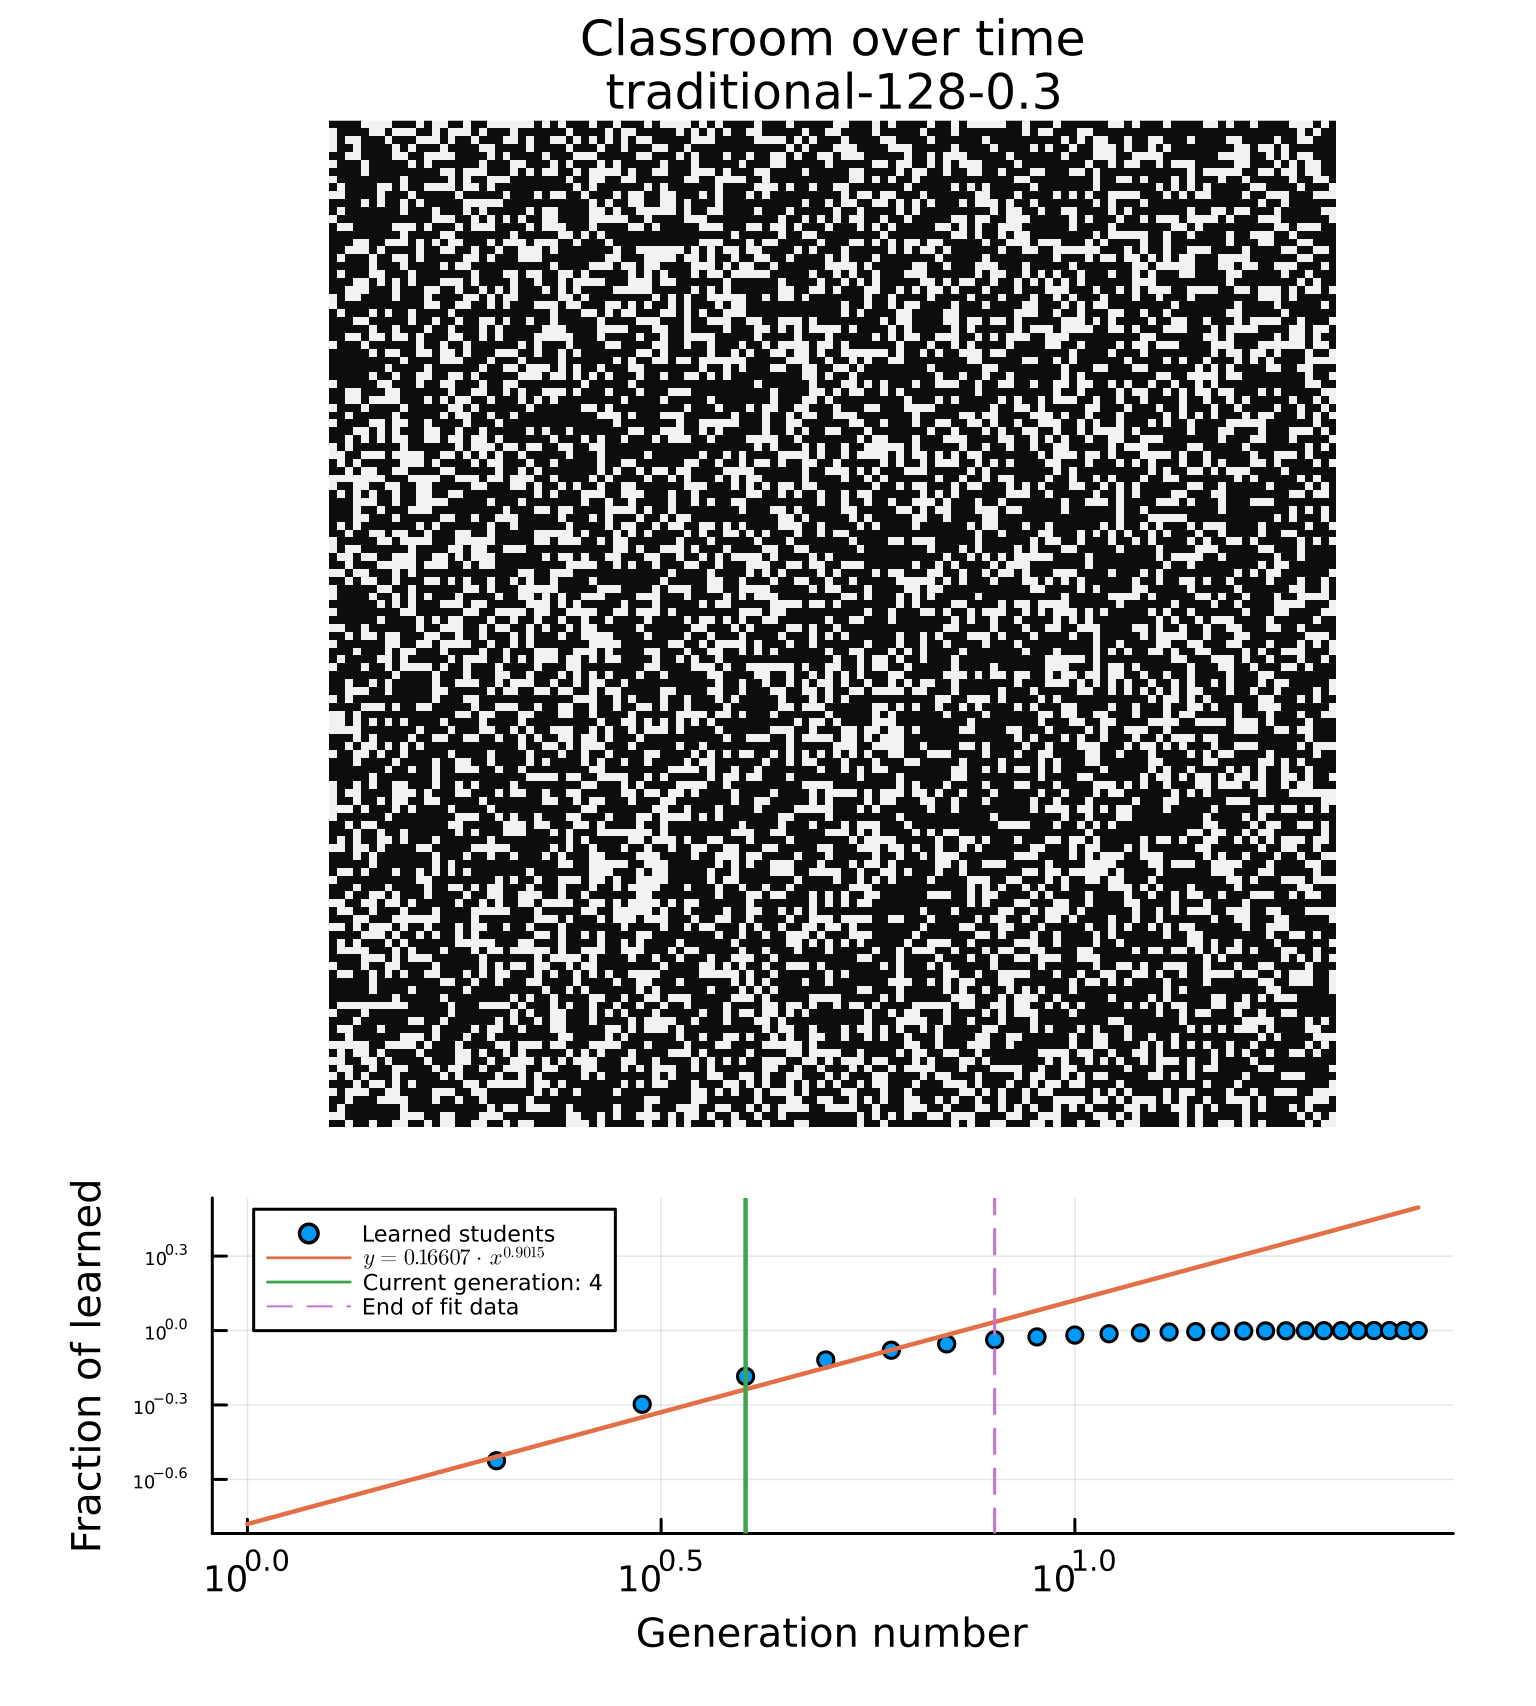 Classroom over time
traditional-128-0.3
Fraction of learned
10^0.3
10^0.0
10^−0.3
10^−0.6
Learned students
y = 0.16607 · x^0.9015
Current generation: 4
End of fit data
10^0.0 10^0.5 10^1.0
Generation number